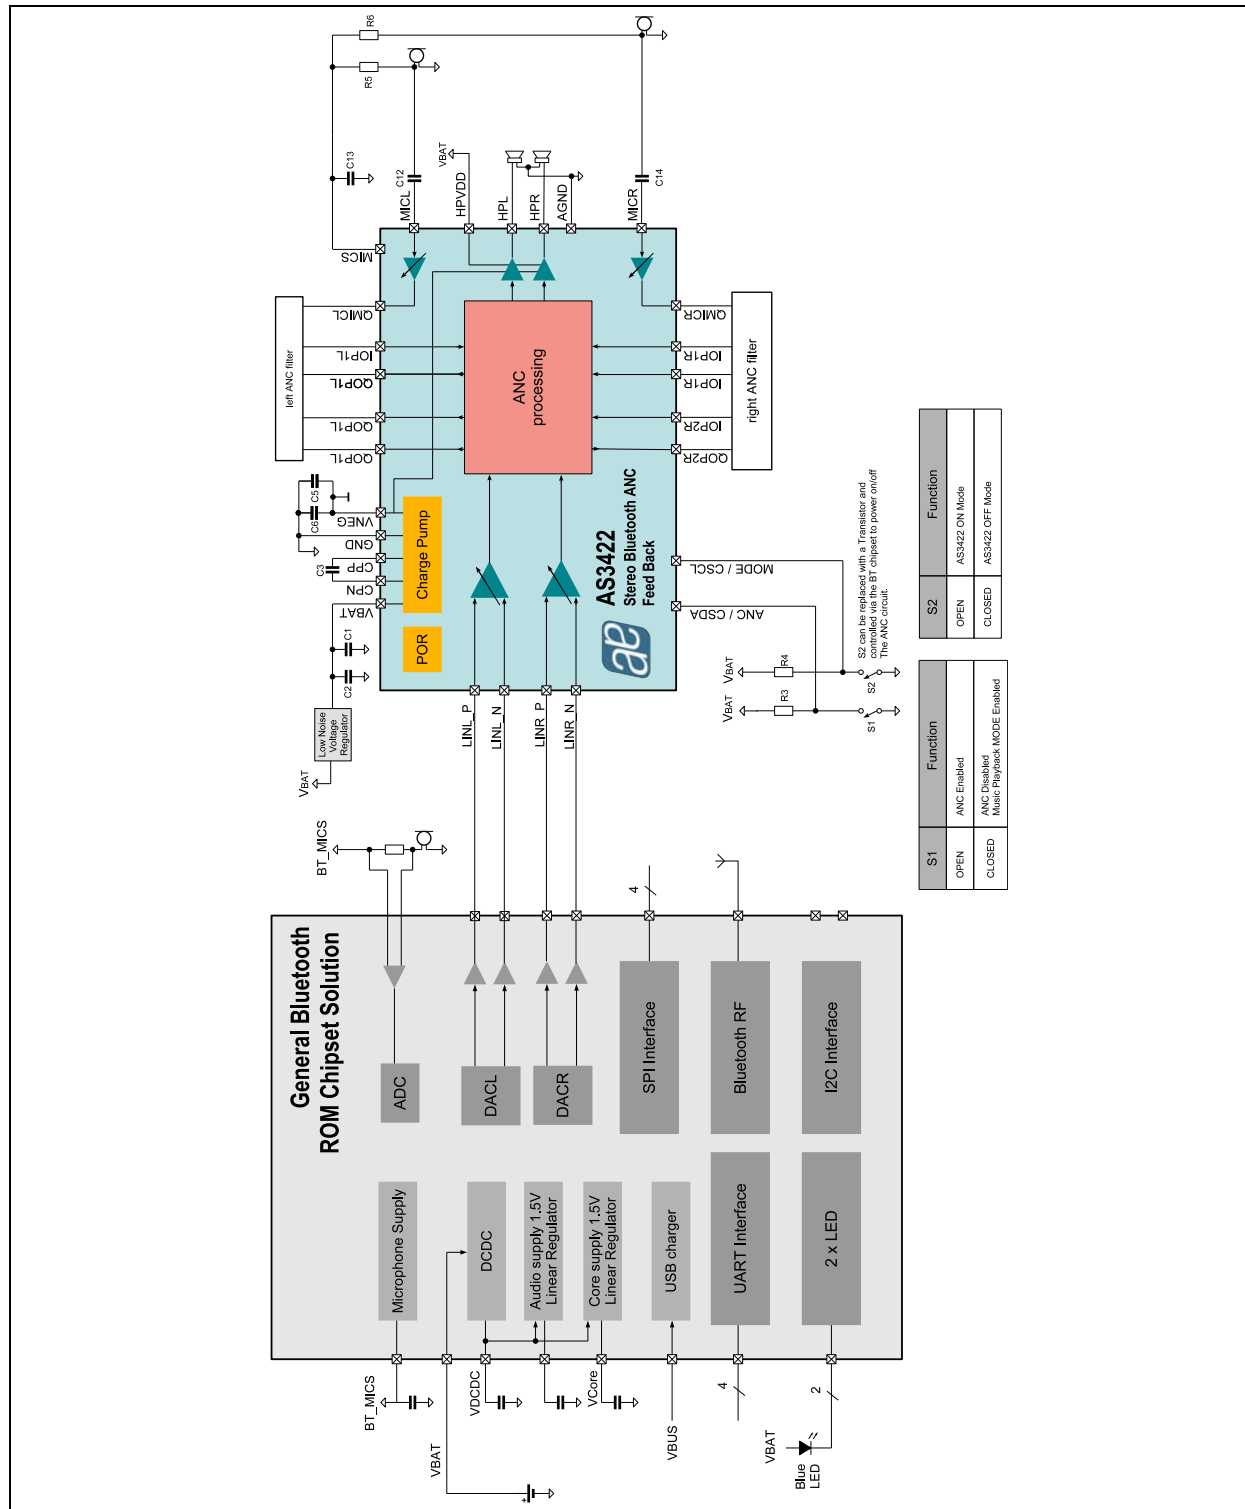 General Bluetooth
ROM Chipset Solution
Microphone Supply
ADC
DCDC
DACL
Audio supply 1.5V
Linear Regulator
DACR
Core supply 1.5V
Linear Regulator
USB charger
SPI Interface
UART Interface
Bluetooth RF
2 x LED
I2C Interface
BT_MICS
VBAT
VDCDC
VCore
VBUS
4
VBAT
Blue
LED
2
BT_MICS
4
LINL_P
LINL_N
LINR_P
LINR_N
VBAT
Low Noise
Voltage
Regulator
C2
C1
C3
C6
C5
VBAT
CPN
CPP
GND
VNEG
QOP1L
QOP1L
QOP1L
IOP1L
QMICL
MICS
left ANC filter
POR
Charge Pump
ANC
processing
AS3422
Stereo Bluetooth ANC
Feed Back
MICL
HPVDD
HPL
HPR
AGND
MICR
VBAT
C12
C13
C14
R5
R6
ANC / CSDA
MODE / CSCL
QOP2R
IOP2R
IOP1R
IOP1R
QMICR
right ANC filter
VBAT
VBAT
R3
R4
S1
S2
S2 can be replaced with a Transistor and
controlled via the BT chipset to power on/off
The ANC circuit.
S1 Function
OPEN ANC Enabled
CLOSED ANC Disabled
Music Playback MODE Enabled
S2 Function
OPEN AS3422 ON Mode
CLOSED AS3422 OFF Mode